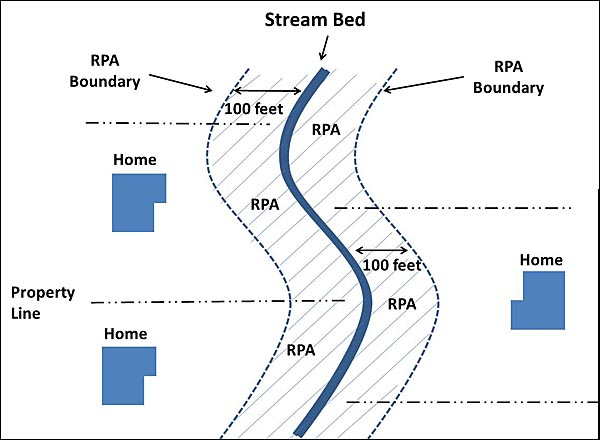 Stream Bed
RPA
Boundary
RPA
Boundary
100 feet
RPA
Home
RPA
100 feet
Home
Property
Line
RPA
Home
RPA